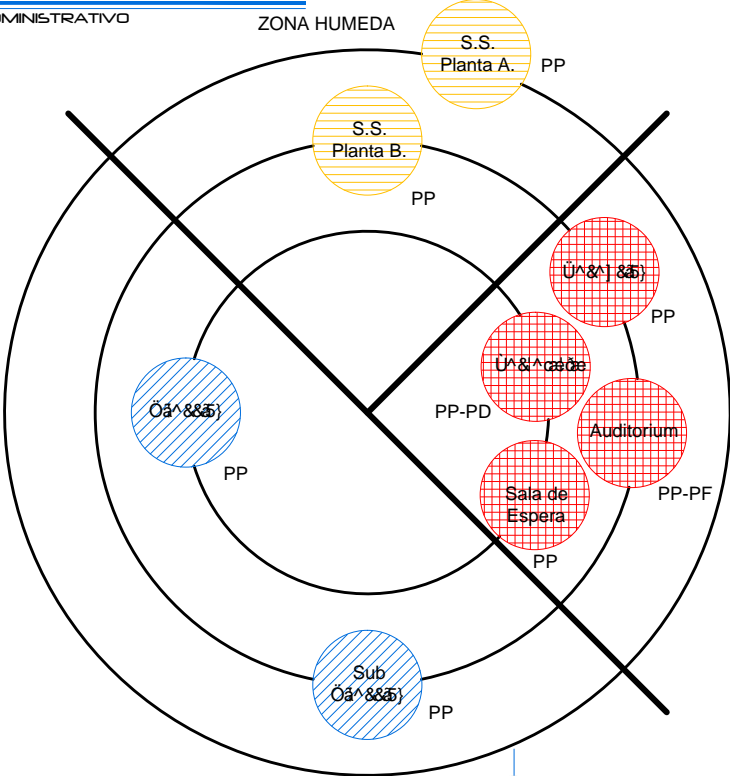 MINISTRATIVO
ZONA HUMEDA
S.S.
Planta A.
PP
S.S.
Planta B.
PP
PP
PP-PD
Auditorium
PP-PF
Sala de
Espera
PP
PP
Sub
PP